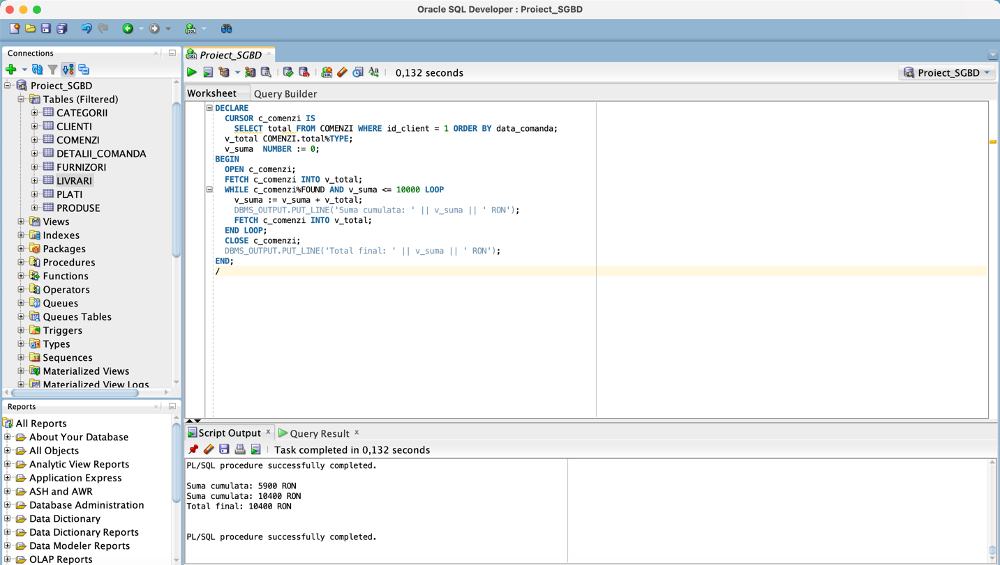 Oracle SQL Developer : Proiect_SGBD
Connections
Proiect_SGBD
Tables (Filtered)
CATEGORII
CLIENTI
COMENZI
DETALII_COMANDA
FURNIZORI
LIVRARI
PLATI
PRODUSE
Views
Indexes
Packages
Procedures
Functions
Operators
Queues
Queues Tables
Triggers
Types
Sequences
Materialized Views
Materialized View Logs
Reports
All Reports
About Your Database
All Objects
Analytic View Reports
Application Express
ASH and AWR
Database Administration
Data Dictionary
Data Dictionary Reports
Data Modeler Reports
OLAP Reports
Proiect_SGBD
0,132 seconds
Proiect_SGBD
Worksheet Query Builder
DECLARE
CURSOR c_comenzi IS
SELECT total FROM COMENZI WHERE id_client = 1 ORDER BY data_comanda;
v_total COMENZI.total%TYPE;
v_suma NUMBER := 0;
BEGIN
OPEN c_comenzi;
FETCH c_comenzi INTO v_total;
WHILE c_comenzi%FOUND AND v_suma <= 10000 LOOP
v_suma := v_suma + v_total;
DBMS_OUTPUT.PUT_LINE('Suma cumulata: ' || v_suma || ' RON');
FETCH c_comenzi INTO v_total;
END LOOP;
CLOSE c_comenzi;
DBMS_OUTPUT.PUT_LINE('Total final: ' || v_suma || ' RON');
END;
/
Script Output Query Result
Task completed in 0,132 seconds
PL/SQL procedure successfully completed.
Suma cumulata: 5900 RON
Suma cumulata: 10400 RON
Total final: 10400 RON
PL/SQL procedure successfully completed.